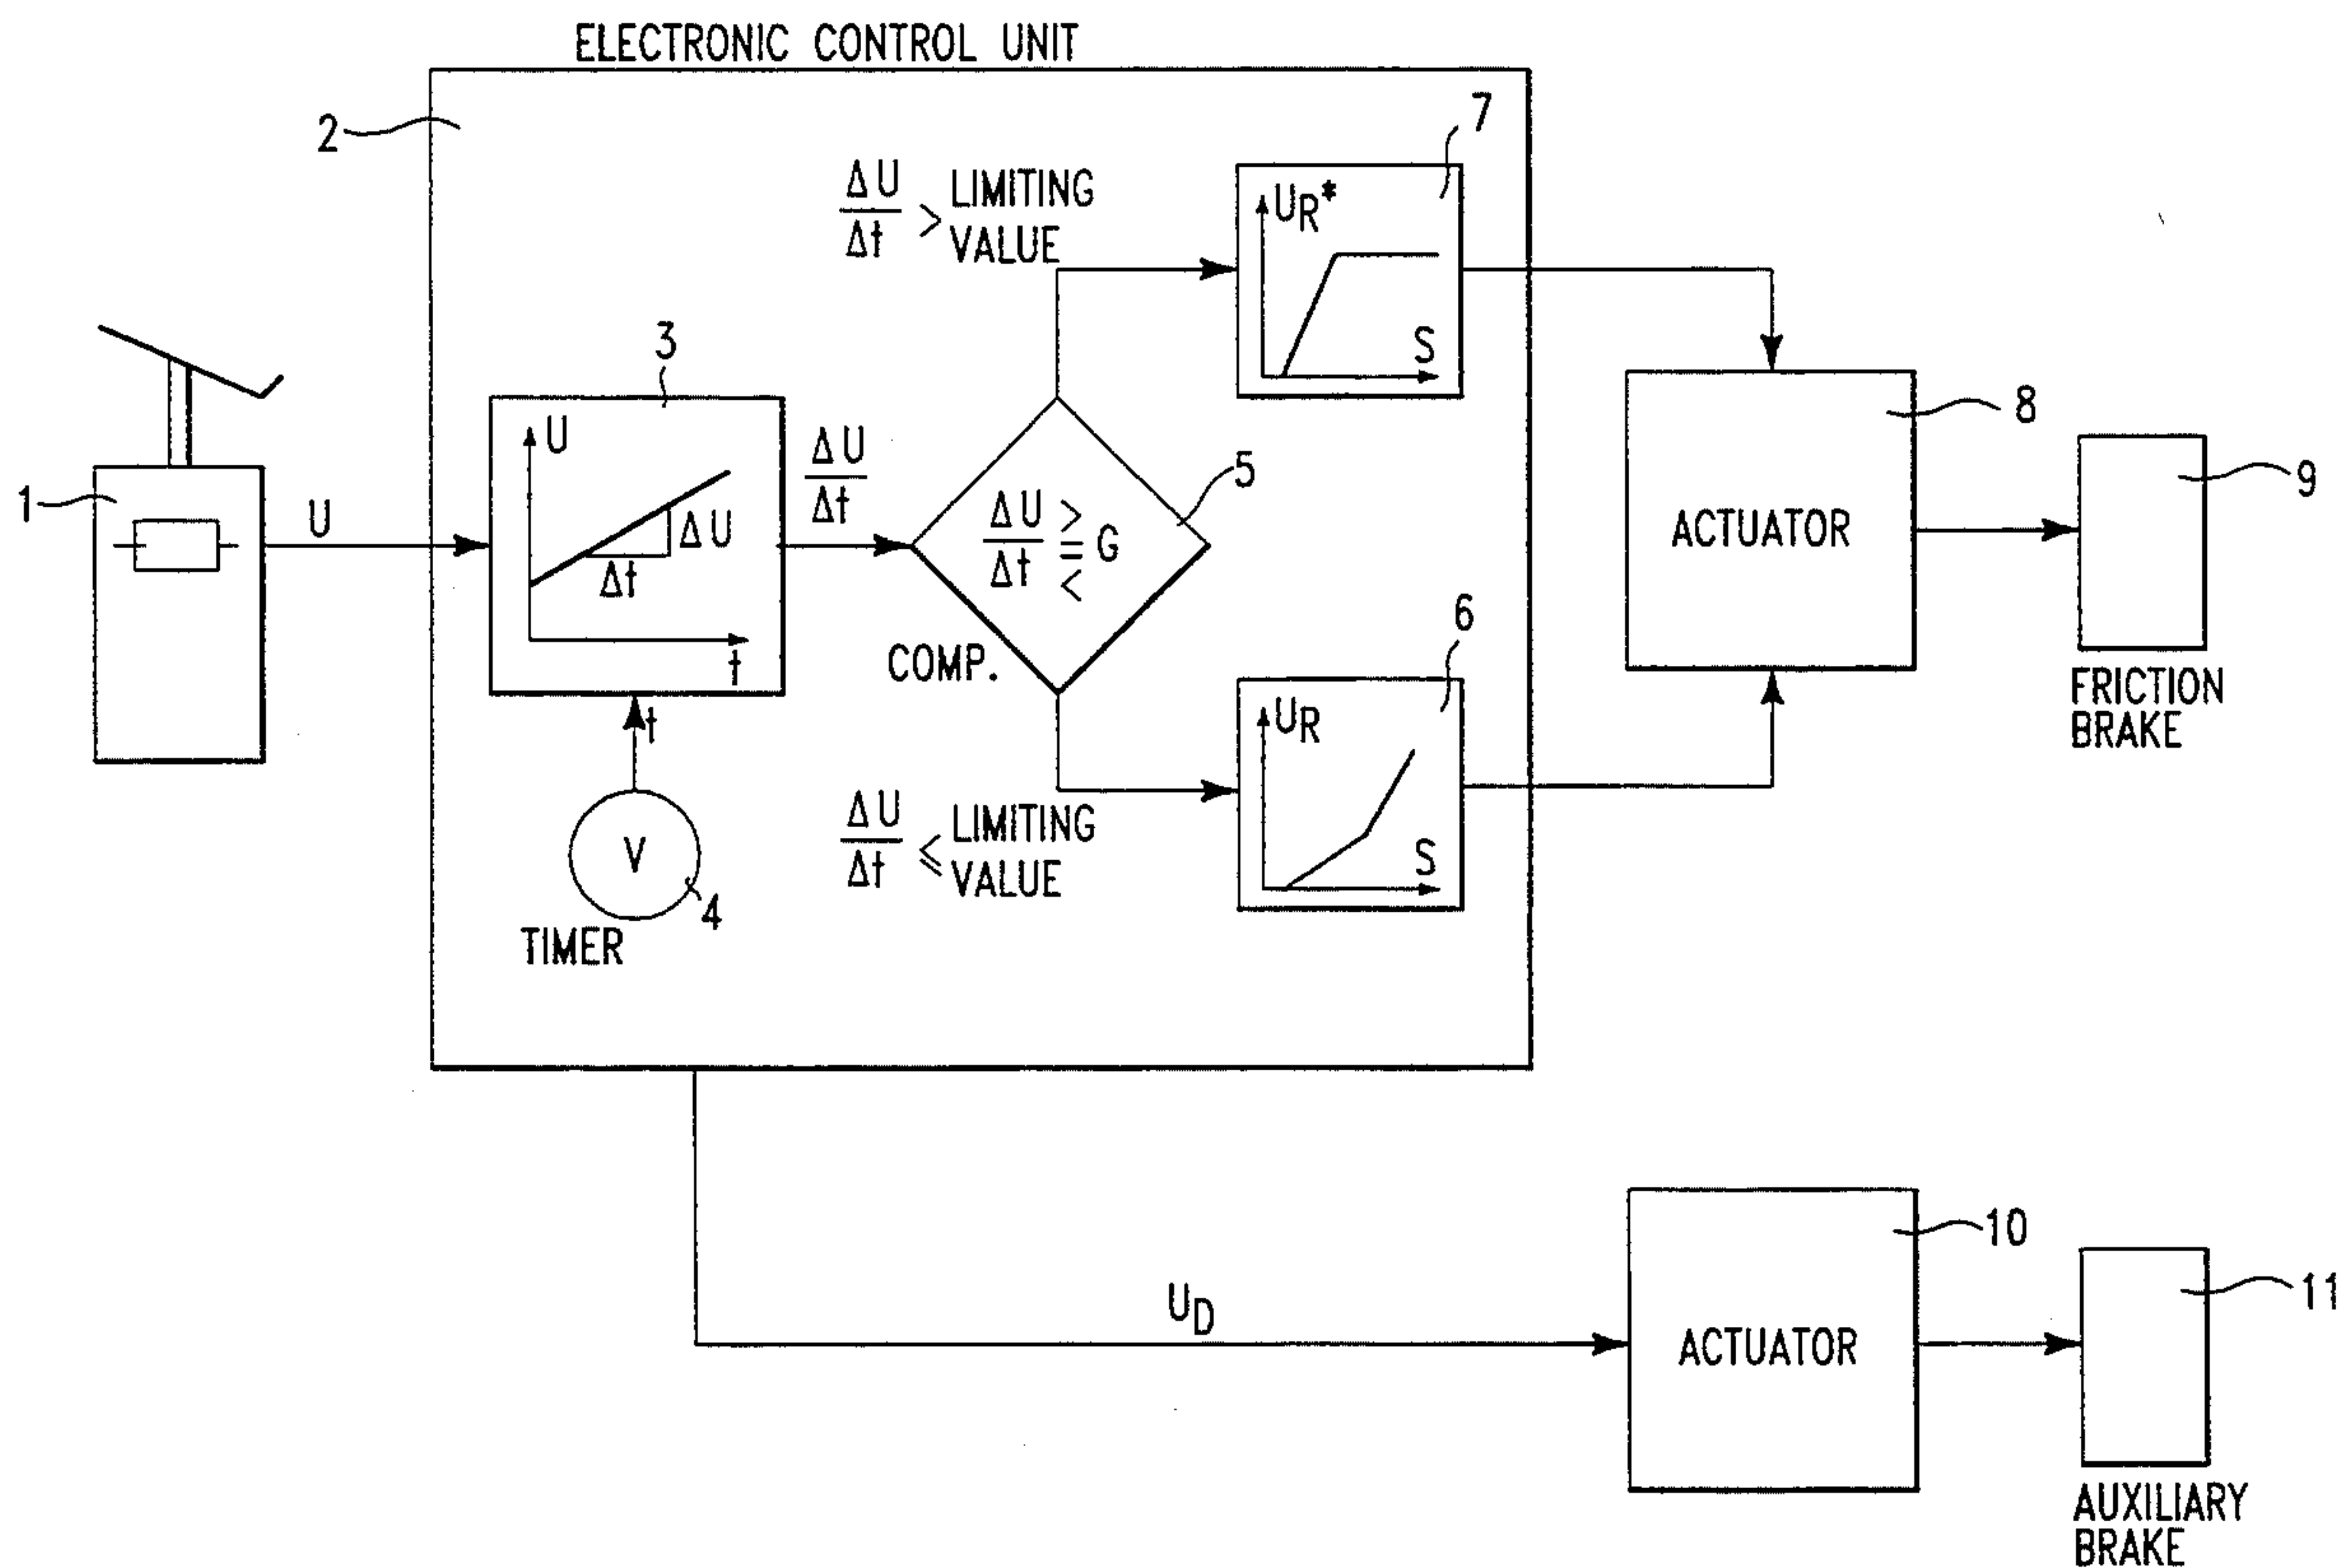 ELECTRONIC CONTROL UNIT
2
7
ΔU
Δt
> LIMITING
VALUE
UR*
S
3
U
ΔU
Δt
t
ΔU
Δt
5
ΔU
Δt
>
=
<
G
COMP.
1
U
8
ACTUATOR
9
FRICTION
BRAKE
6
UR
S
t
V
4
TIMER
ΔU
Δt
≤ LIMITING
VALUE
UD
10
ACTUATOR
11
AUXILIARY
BRAKE